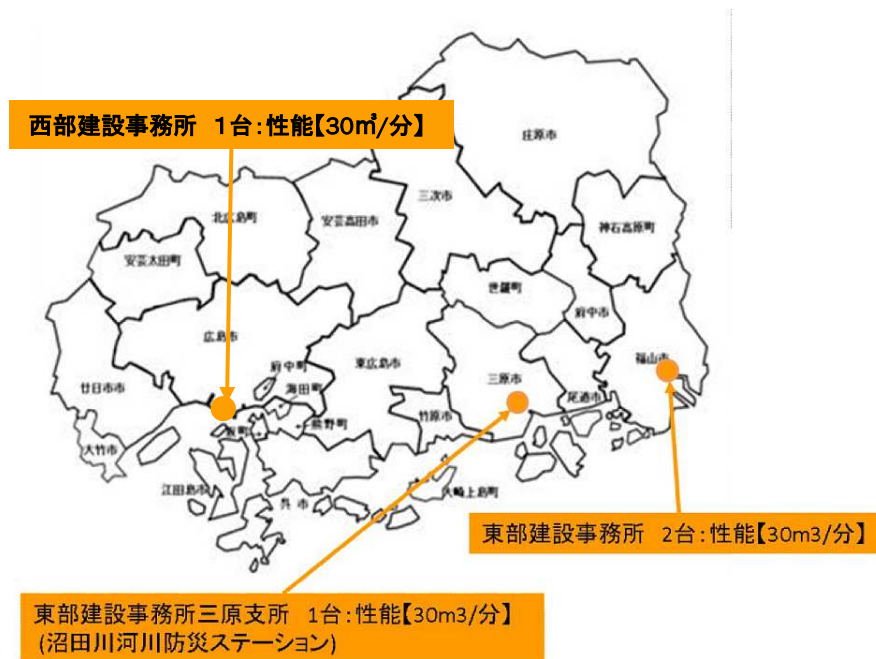 西部建設事務所 1台:性能【30㎥/分】
庄原市
三次市
北広島町
安芸高田市
神石高原町
安芸太田町
世羅町
府中市
広島市
東広島市
福山市
府中町
三原市
廿日市市
海田町
尾道市
竹原市
熊野町
坂町
大竹市
江田島市
呉市
大崎上島町
東部建設事務所 2台:性能【30m3/分】
東部建設事務所三原支所 1台:性能【30m3/分】
(沼田川河川防災ステーション)